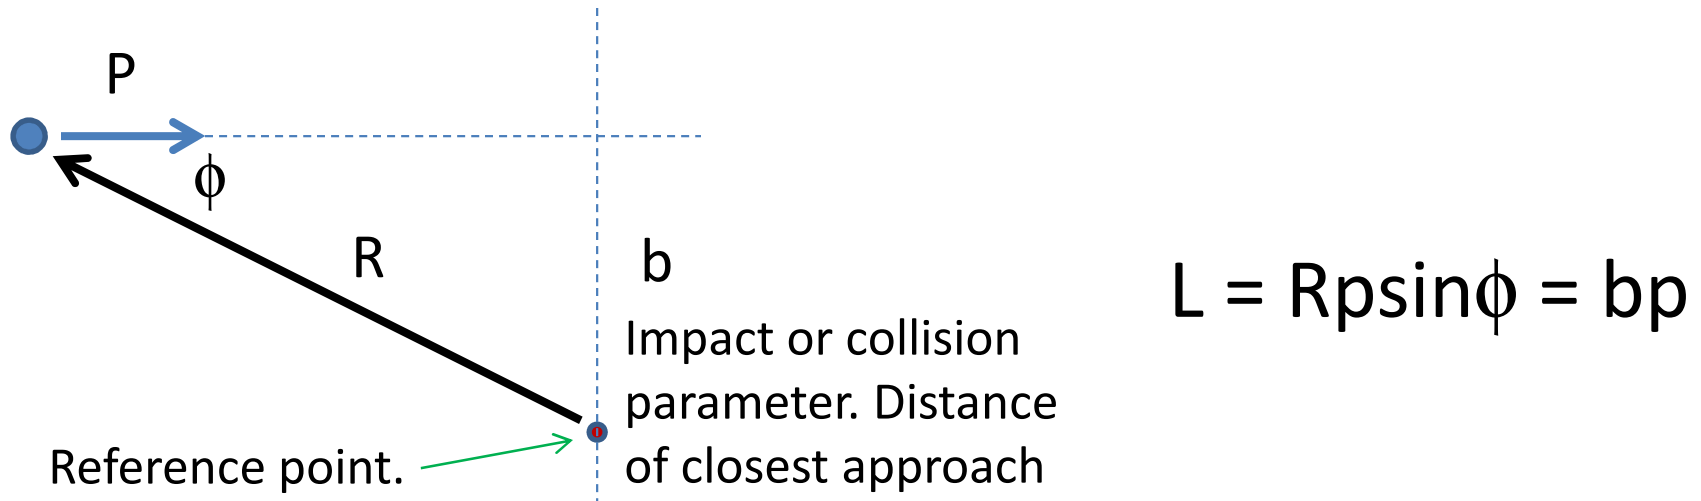 P
ϕ
R
b
L = Rpsinϕ = bp
Impact or collision
parameter. Distance
of closest approach
Reference point.